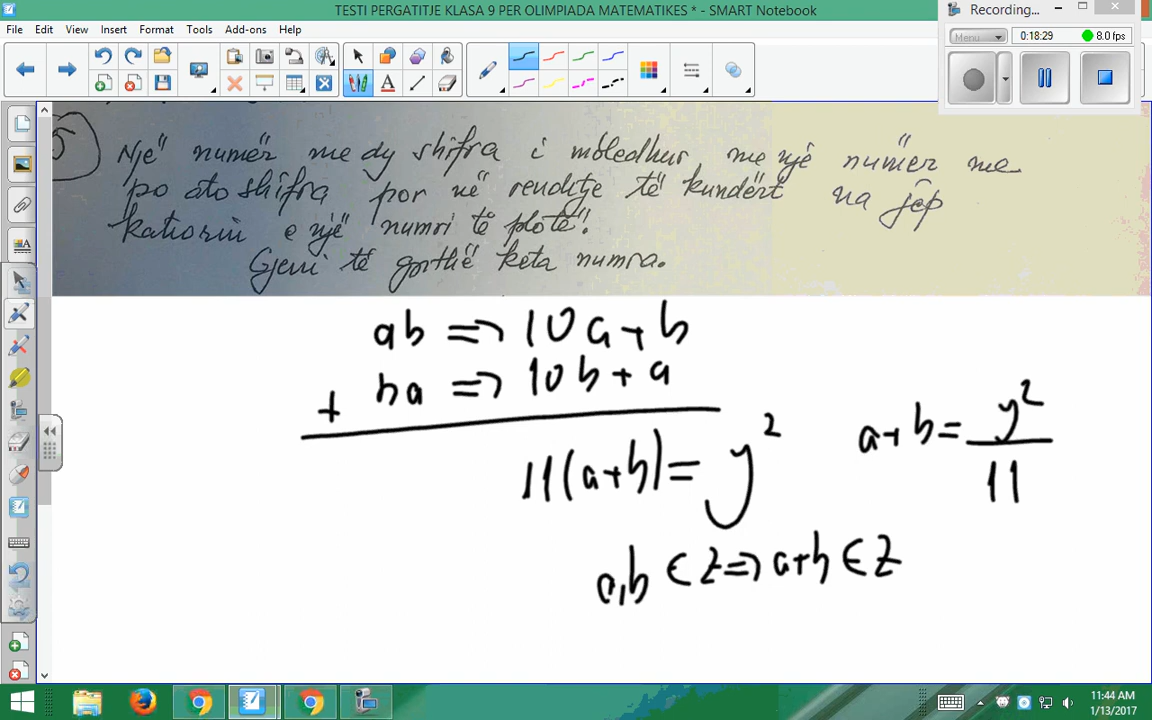 TESTI PERGATITJE KLASA 9 PER OLIMPIADA MATEMATIKES * - SMART Notebook
Recording...
File Edit View Insert Format Tools Add-ons Help
Menu
0:18:29
8.0 fps
5
Një numër me dy shifra i mbledhur, me një numër me
po ato shifra por në renditje të kundërt na jep
katrorin e një numri të plotë.
Gjeni të gjithë keta numra.
ab => 10a+b
+ ba => 10b+a
11(a+b)= y²
a+b= y²/11
a,b ∈ Z => a+b ∈ Z
11:44 AM
1/13/2017